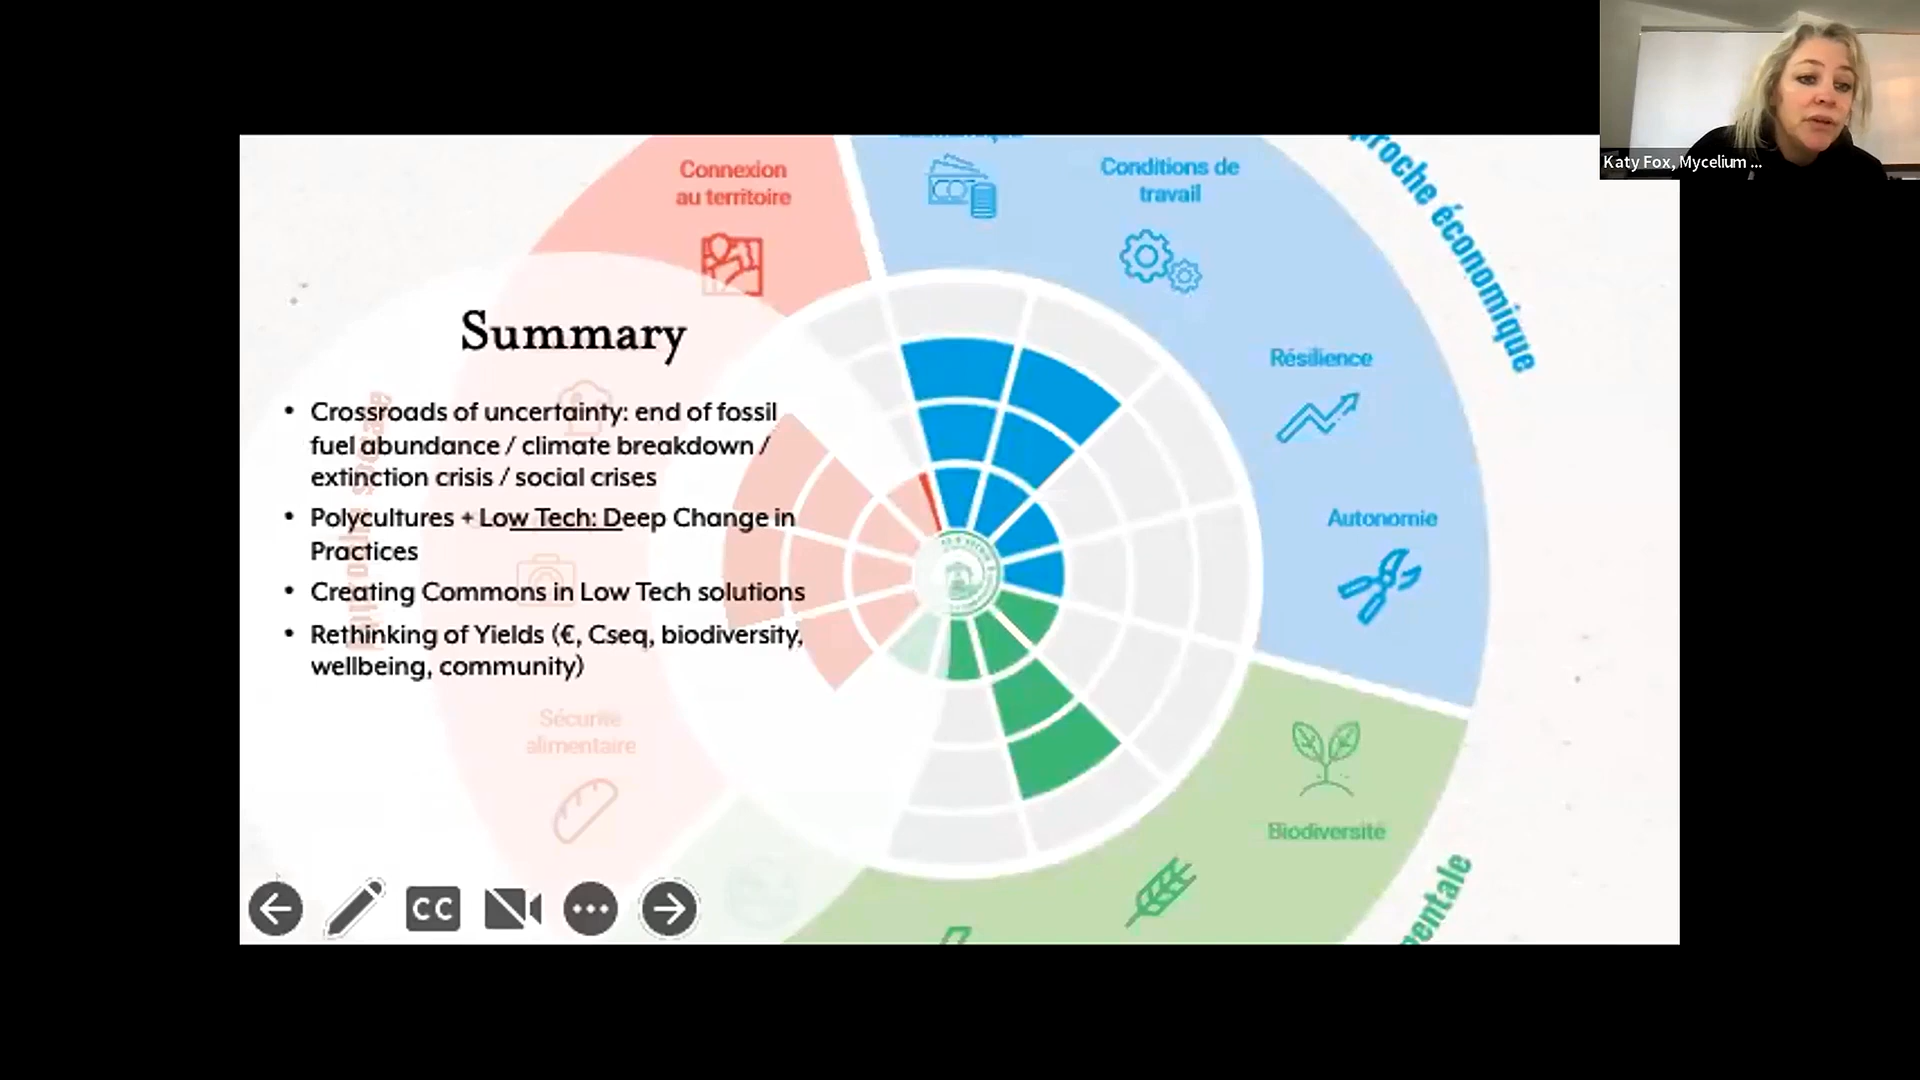 Connexion
au territoire
Conditions de
travail
proche économique
Résilience
Autonomie
Summary
• Crossroads of uncertainty: end of fossil
fuel abundance / climate breakdown /
extinction crisis / social crises
• Polycultures + Low Tech: Deep Change in
Practices
• Creating Commons in Low Tech solutions
• Rethinking of Yields (€, Cseq, biodiversity,
wellbeing, community)
Sécurité
alimentaire
Biodiversité
entale
CC
Katy Fox, Mycelium ...